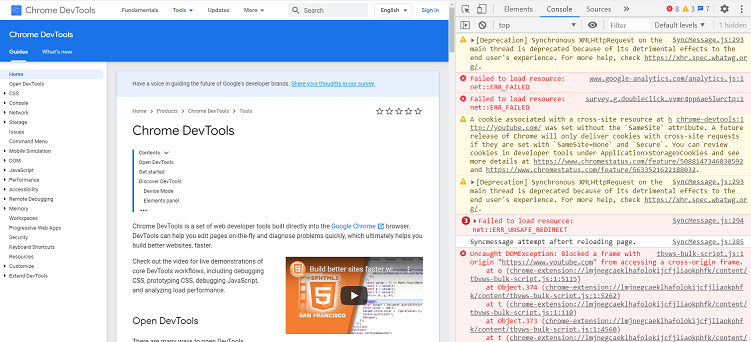 Chrome DevTools
Fundamentals
Tools
Updates
More
Search
English
Sign in
Chrome DevTools
Guides
What's new
Home
Open DevTools
CSS
Console
Network
Storage
Issues
Command Menu
Mobile Simulation
DOM
JavaScript
Performance
Accessibility
Remote Debugging
Memory
Workspaces
Progressive Web Apps
Security
Keyboard Shortcuts
Resources
Customize
Extend DevTools
Have a voice in guiding the future of Google's developer brands. Share your thoughts in our survey.
Home > Products > Chrome DevTools > Tools
Chrome DevTools
Contents
Open DevTools
Get started
Discover DevTools
Device Mode
Elements panel
•••
Chrome DevTools is a set of web developer tools built directly into the Google Chrome browser.
DevTools can help you edit pages on-the-fly and diagnose problems quickly, which ultimately helps you
build better websites, faster.
Check out the video for live demonstrations of
core DevTools workflows, including debugging
CSS, prototyping CSS, debugging JavaScript,
and analyzing load performance.
Build better sites faster w
HTML
SAN FRANCISCO
Open DevTools
There are many ways to open DevTools
Elements
Console
Sources
»
8
3
7
top
Filter
Default levels
1 hidden
[Deprecation] Synchronous XMLHttpRequest on the SyncMessage.js:293
main thread is deprecated because of its detrimental effects to the
end user's experience. For more help, check https://xhr.spec.whatwg.or
g/.
Failed to load resource: www.google-analytics.com/analytics.js:1
net::ERR_FAILED
Failed to load resource:
net::ERR_FAILED
A cookie associated with a cross-site resource at h chrome-devtools:1
ttp://youtube.com/ was set without the `SameSite` attribute. A future
release of Chrome will only deliver cookies with cross-site requests
if they are set with `SameSite=None` and `Secure`. You can review
cookies in developer tools under Application>Storage>Cookies and see
more details at https://www.chromestatus.com/feature/5088147346030592
and https://www.chromestatus.com/feature/5633521622188032.
[Deprecation] Synchronous XMLHttpRequest on the SyncMessage.js:293
main thread is deprecated because of its detrimental effects to the
end user's experience. For more help, check https://xhr.spec.whatwg.or
g/.
3 Failed to load resource: SyncMessage.js:294
net::ERR_UNSAFE_REDIRECT
Syncmessage attempt aftert reloading page. SyncMessage.js:285
Uncaught DOMException: Blocked a frame with tbvws-bulk-script.js:1
origin "https://www.youtube.com" from accessing a cross-origin frame.
at o (chrome-extension://lmjnegcaeklhafolokijcfjliaokphfk/content/
tbvws-bulk-script.js:1:5115)
at Object.374 (chrome-extension://lmjnegcaeklhafolokijcfjliaokphf
k/content/tbvws-bulk-script.js:1:5262)
at t (chrome-extension://lmjnegcaeklhafolokijcfjliaokphfk/content/
tbvws-bulk-script.js:1:110)
at Object.373 (chrome-extension://lmjnegcaeklhafolokijcfjliaokphf
k/content/tbvws-bulk-script.js:1:4560)
at t (chrome-extension://lmjnegcaeklhafolokijcfjliaokphfk/content/